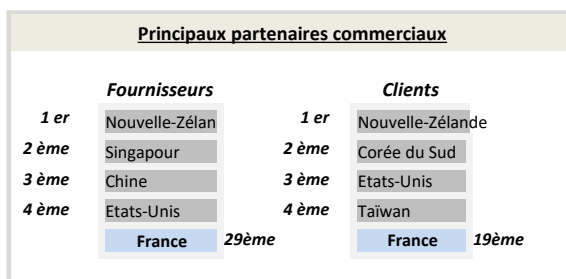 Principaux partenaires commerciaux
Fournisseurs Clients
1 er Nouvelle-Zélan 1 er Nouvelle-Zélande
2 ème Singapour 2 ème Corée du Sud
3 ème Chine 3 ème Etats-Unis
4 ème Etats-Unis 4 ème Taïwan
France 29ème France 19ème